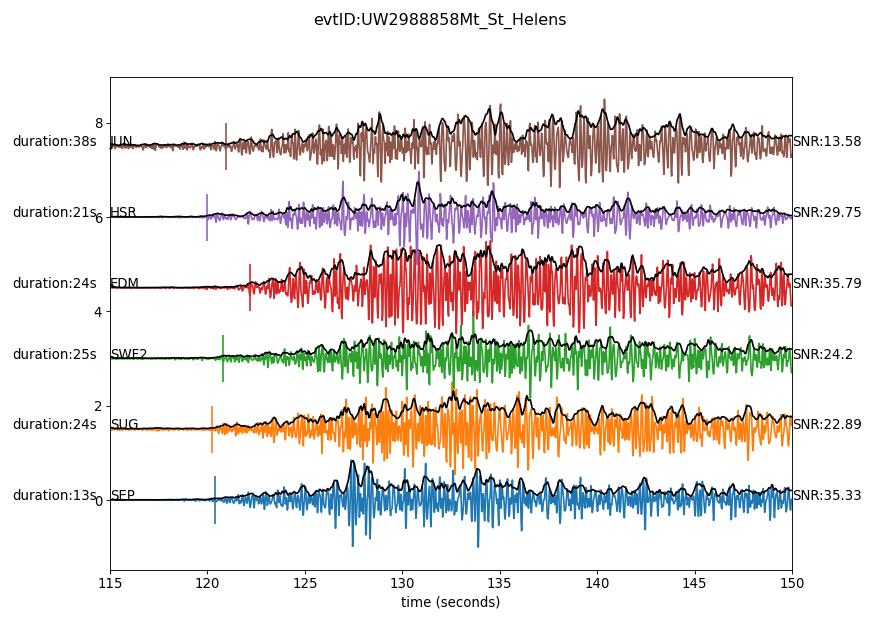 evtID:UW2988858Mt_St_Helens
8
duration:38s JUN SNR:13.58
duration:21s HSR SNR:29.75
6
duration:24s EDM SNR:35.79
4
duration:25s SWF2 SNR:24.2
2
duration:24s SUG SNR:22.89
duration:13s SEP SNR:35.33
0
115 120 125 130 135 140 145 150
time (seconds)